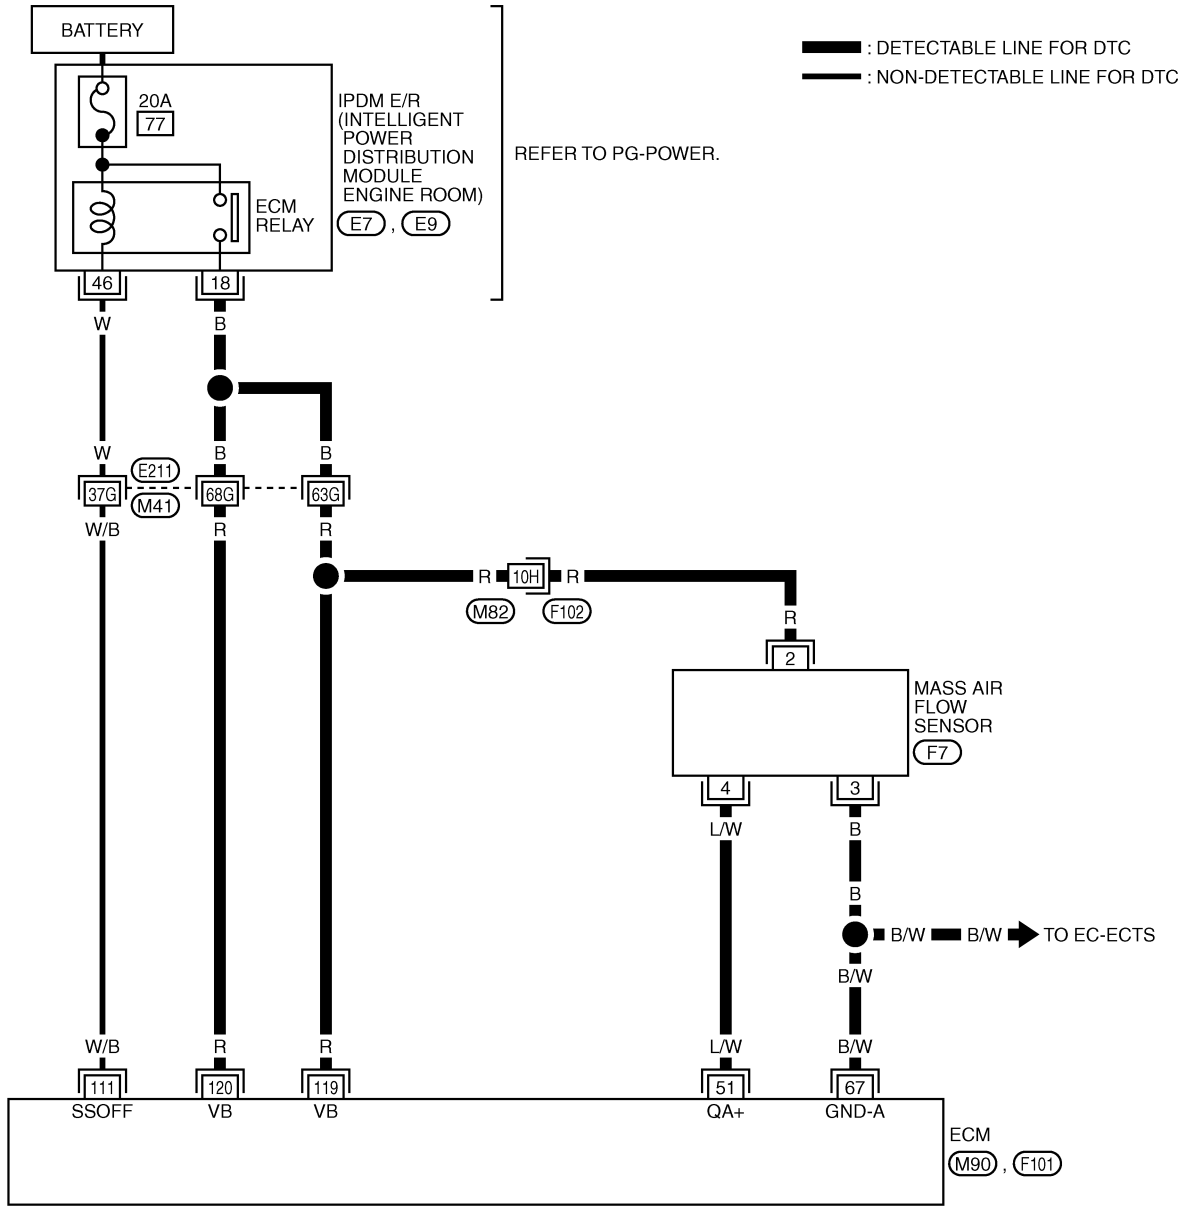 BATTERY
: DETECTABLE LINE FOR DTC
: NON-DETECTABLE LINE FOR DTC
20A
77
IPDM E/R
(INTELLIGENT
POWER
DISTRIBUTION
MODULE
ENGINE ROOM)
E7 , E9
REFER TO PG-POWER.
ECM
RELAY
46
18
W
B
W
B
B
E211
37G
68G
63G
M41
W/B
R
R
R
10H
R
M82
F102
R
2
MASS AIR
FLOW
SENSOR
F7
4
3
L/W
B
B
B/W
B/W
TO EC-ECTS
B/W
W/B
R
R
L/W
B/W
111
120
119
51
67
SSOFF
VB
VB
QA+
GND-A
ECM
M90 , F101